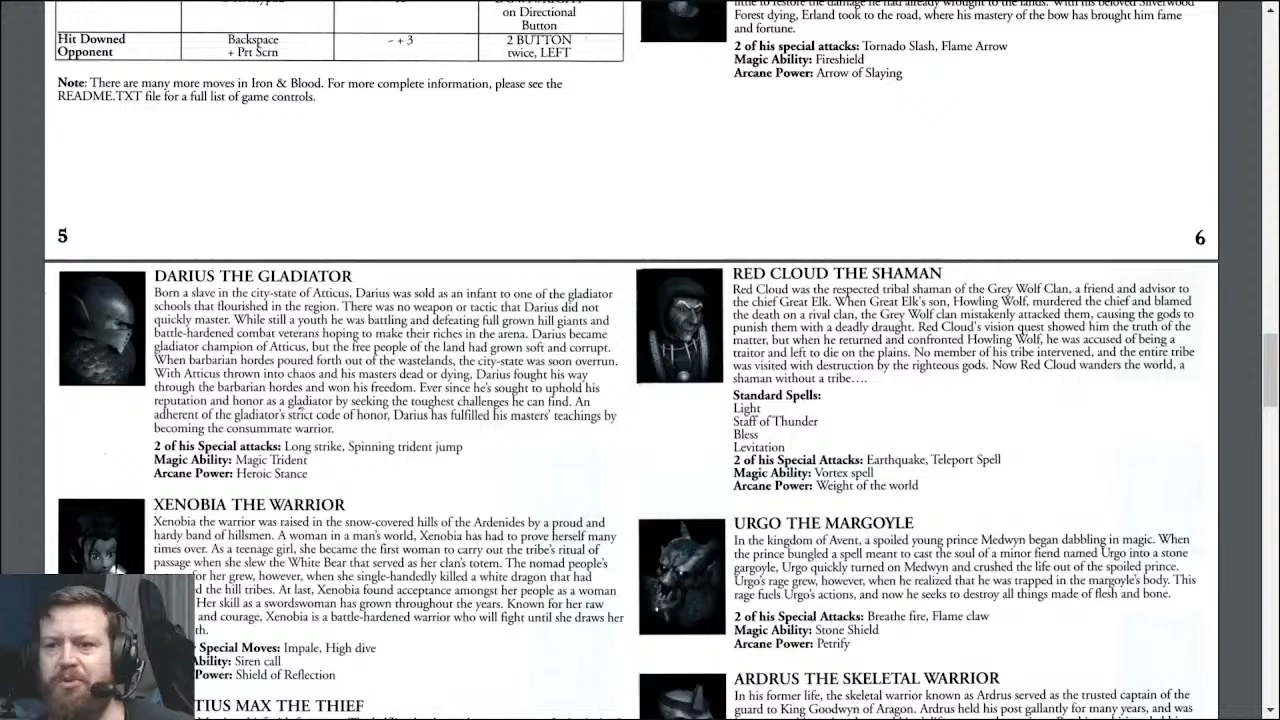 on Directional
Button
Hit Downed
Opponent
Backspace
+ Prt Scrn
- + 3
2 BUTTON
twice, LEFT
Note: There are many more moves in Iron & Blood. For more complete information, please see the
README.TXT file for a full list of game controls.
5
Forest dying, Erland took to the road, where his mastery of the bow has brought him fame
and fortune.
2 of his special attacks: Tornado Slash, Flame Arrow
Magic Ability: Fireshield
Arcane Power: Arrow of Slaying
6
DARIUS THE GLADIATOR
Born a slave in the city-state of Atticus, Darius was sold as an infant to one of the gladiator
schools that flourished in the region. There was no weapon or tactic that Darius did not
quickly master. While still a youth he was battling and defeating full grown hill giants and
battle-hardened combat veterans hoping to make their riches in the arena. Darius became
gladiator champion of Atticus, but the free people of the land had grown soft and corrupt.
When barbarian hordes poured forth out of the wastelands, the city-state was soon overrun.
With Atticus thrown into chaos and his masters dead or dying, Darius fought his way
through the barbarian hordes and won his freedom. Ever since he's sought to uphold his
reputation and honor as a gladiator by seeking the toughest challenges he can find. An
adherent of the gladiator's strict code of honor, Darius has fulfilled his masters' teachings by
becoming the consummate warrior.
2 of his Special attacks: Long strike, Spinning trident jump
Magic Ability: Magic Trident
Arcane Power: Heroic Stance
XENOBIA THE WARRIOR
Xenobia the warrior was raised in the snow-covered hills of the Ardenides by a proud and
hardy band of hillsmen. A woman in a man's world, Xenobia has had to prove herself many
times over. As a teenage girl, she became the first woman to carry out the tribe's ritual of
passage when she slew the White Bear that served as her clan's totem. The nomad people's
for her grew, however, when she single-handedly killed a white dragon that had
d the hill tribes. At last, Xenobia found acceptance amongst her people as a woman
Her skill as a swordswoman has grown throughout the years. Known for her raw
and courage, Xenobia is a battle-hardened warrior who will fight until she draws her
th.
Special Moves: Impale, High dive
bility: Siren call
Power: Shield of Reflection
TIUS MAX THE THIEF
RED CLOUD THE SHAMAN
Red Cloud was the respected tribal shaman of the Grey Wolf Clan, a friend and advisor to
the chief Great Elk. When Great Elk's son, Howling Wolf, murdered the chief and blamed
the death on a rival clan, the Grey Wolf clan mistakenly attacked them, causing the gods to
punish them with a deadly draught. Red Cloud's vision quest showed him the truth of the
matter, but when he returned and confronted Howling Wolf, he was accused of being a
traitor and left to die on the plains. No member of his tribe intervened, and the entire tribe
was visited with destruction by the righteous gods. Now Red Cloud wanders the world, a
shaman without a tribe....
Standard Spells:
Light
Staff of Thunder
Bless
Levitation
2 of his Special Attacks: Earthquake, Teleport Spell
Magic Ability: Vortex spell
Arcane Power: Weight of the world
URGO THE MARGOYLE
In the kingdom of Avent, a spoiled young prince Medwyn began dabbling in magic. When
the prince bungled a spell meant to cast the soul of a minor fiend named Urgo into a stone
gargoyle, Urgo quickly turned on Medwyn and crushed the life out of the spoiled prince.
Urgo's rage grew, however, when he realized that he was trapped in the margoyle's body. This
rage fuels Urgo's actions, and now he seeks to destroy all things made of flesh and bone.
2 of his Special Attacks: Breathe fire, Flame claw
Magic Ability: Stone Shield
Arcane Power: Petrify
ARDRUS THE SKELETAL WARRIOR
In his former life, the skeletal warrior known as Ardrus served as the trusted captain of the
guard to King Goodwyn of Aragon. Ardrus held his post gallantly for many years, and was